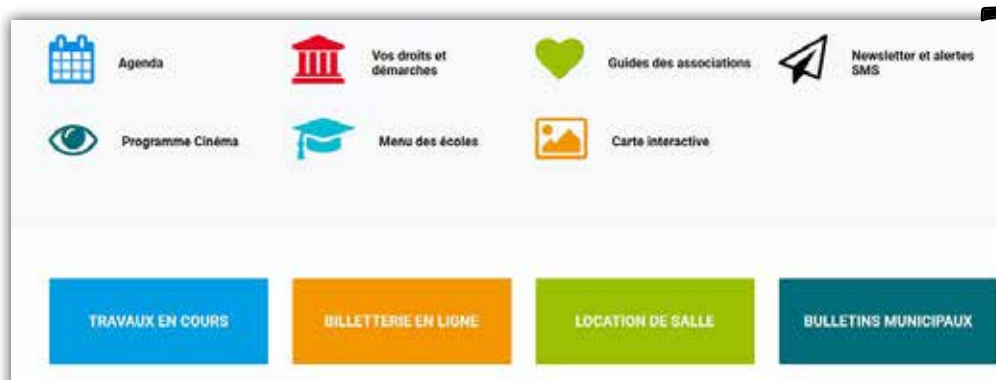 Agenda
Vos droits et
démarches
Guides des associations
Newsletter et alertes
SMS
Programme Cinéma
Menu des écoles
Carte interactive
TRAVAUX EN COURS
BILLETTERIE EN LIGNE
LOCATION DE SALLE
BULLETINS MUNICIPAUX